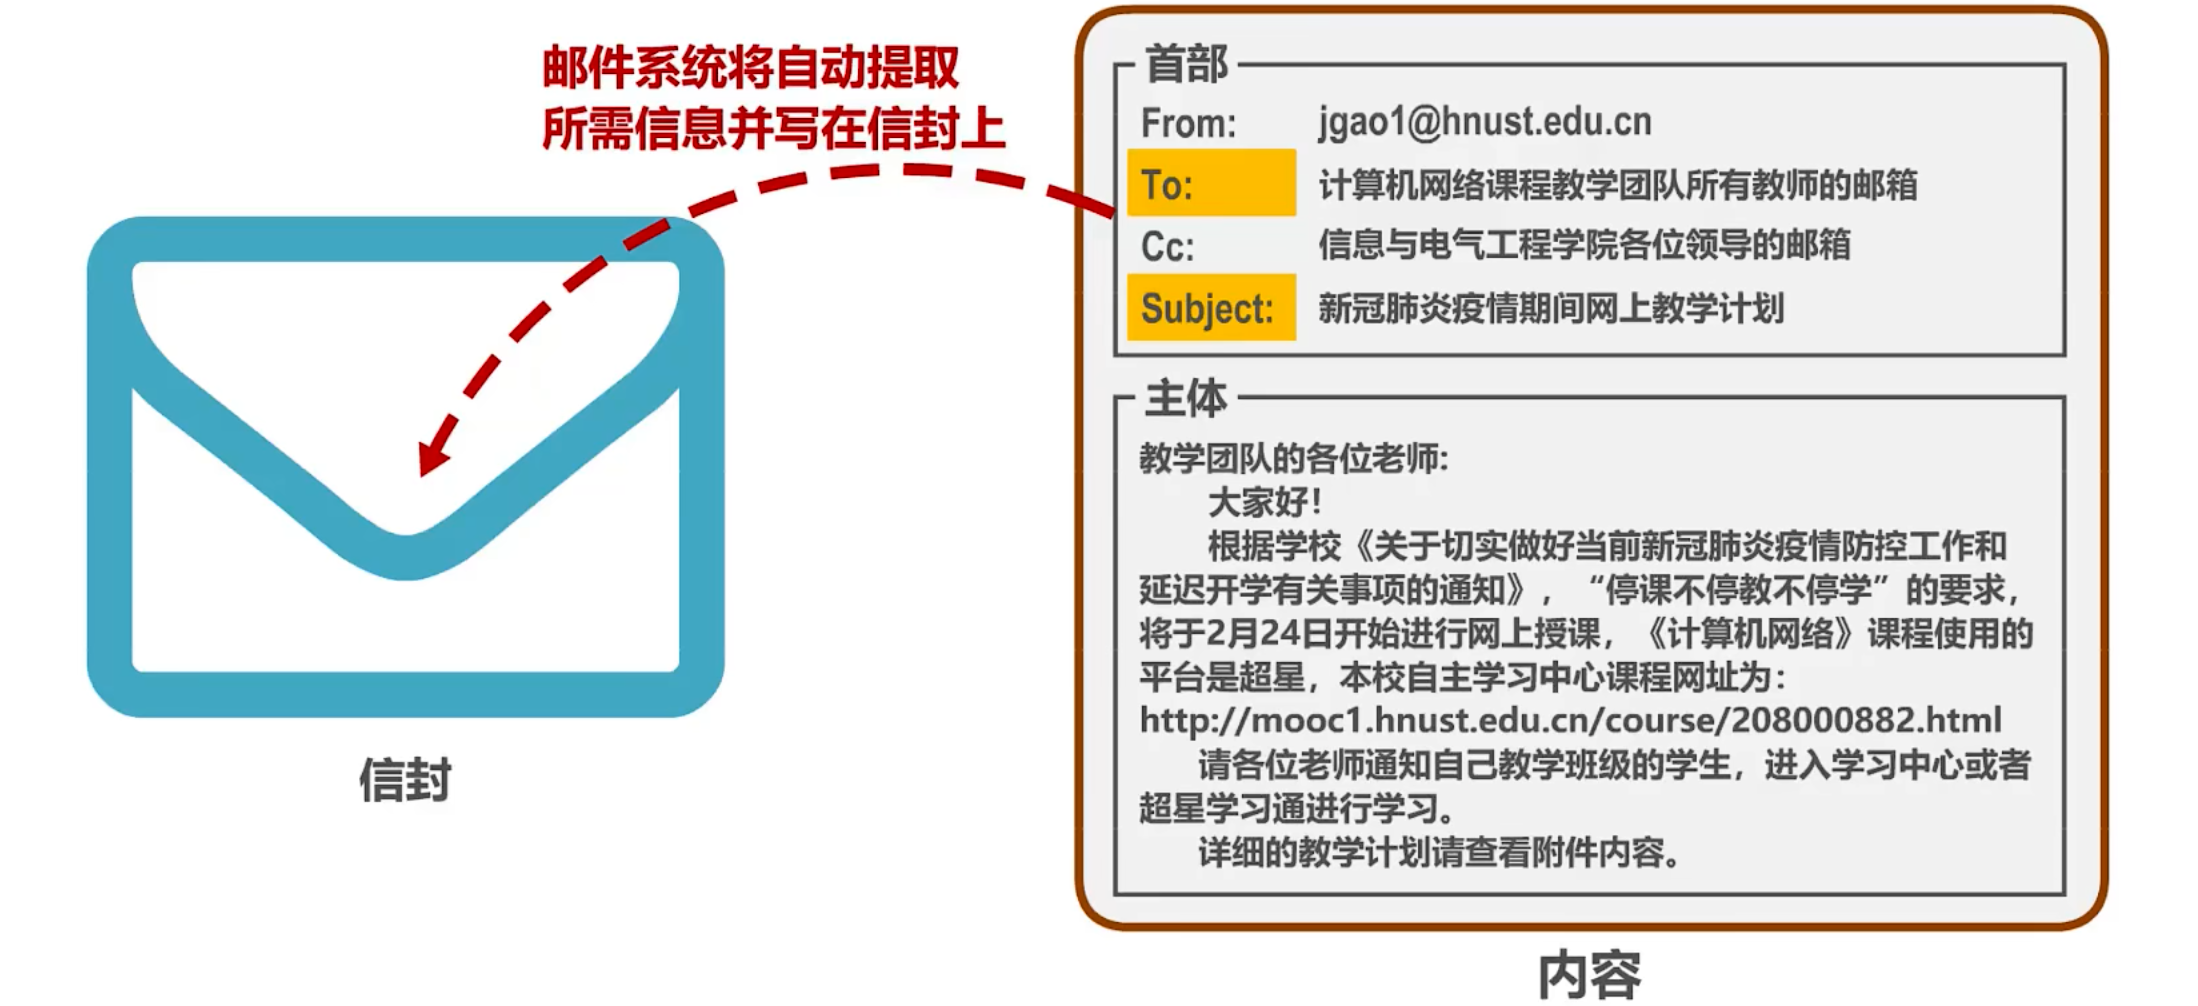 邮件系统将自动提取
所需信息并写在信封上
信封
首部
From: jgao1@hnust.edu.cn
To: 计算机网络课程教学团队所有教师的邮箱
Cc: 信息与电气工程学院各位领导的邮箱
Subject: 新冠肺炎疫情期间网上教学计划
主体
教学团队的各位老师:
大家好!
根据学校《关于切实做好当前新冠肺炎疫情防控工作和
延迟开学有关事项的通知》，“停课不停教不停学”的要求，
将于2月24日开始进行网上授课，《计算机网络》课程使用的
平台是超星，本校自主学习中心课程网址为：
http://mooc1.hnust.edu.cn/course/208000882.html
请各位老师通知自己教学班级的学生，进入学习中心或者
超星学习通进行学习。
详细的教学计划请查看附件内容。
内容